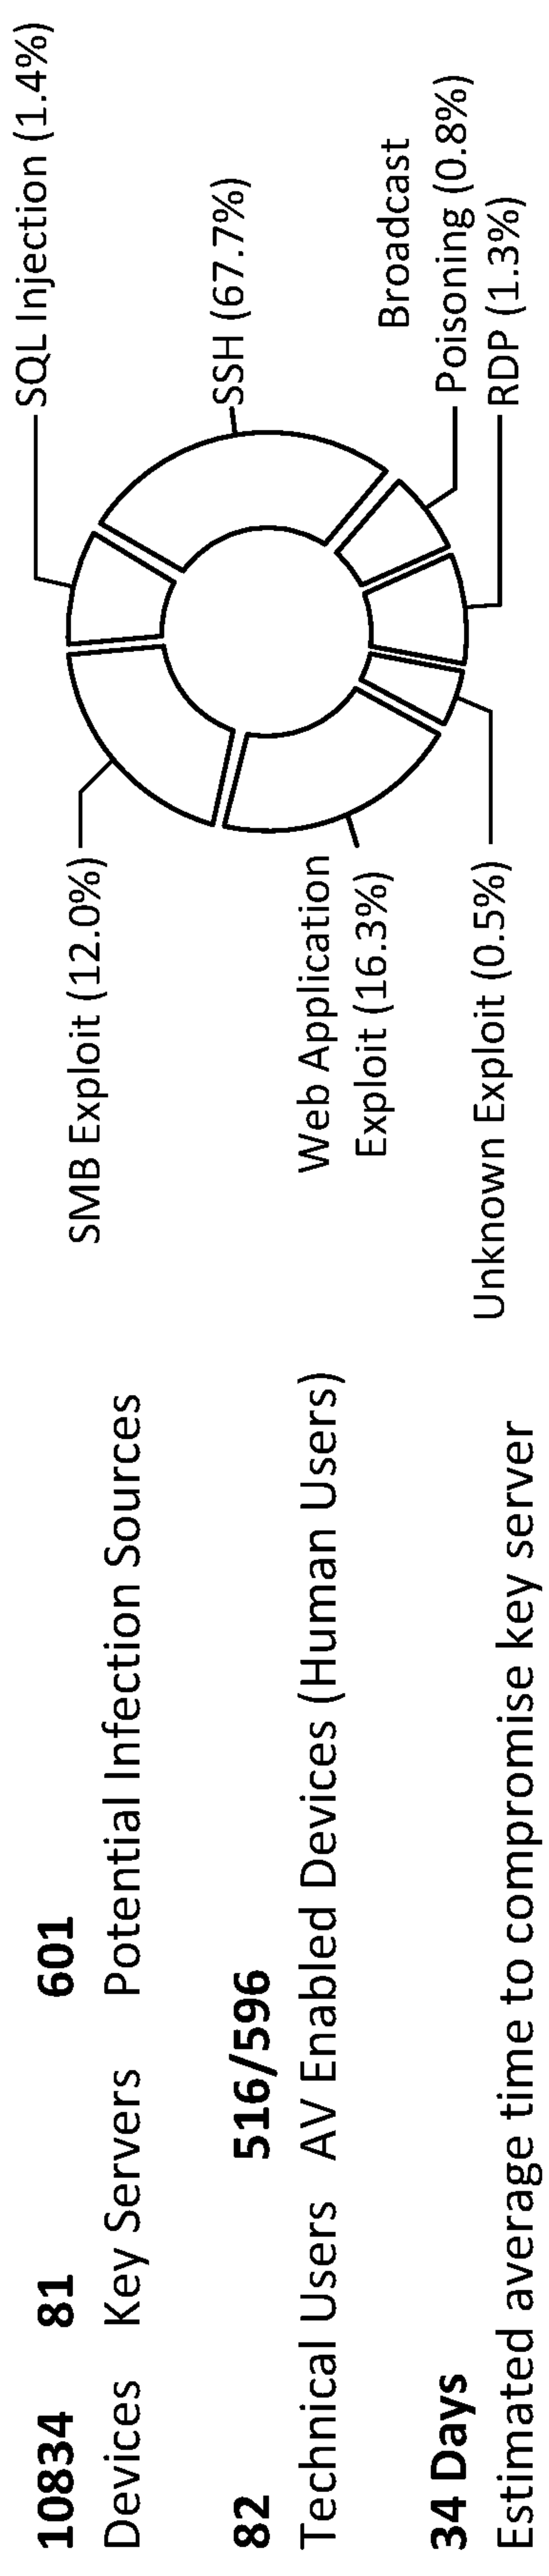 10834
Devices
81
Key Servers
601
Potential Infection Sources
82
Technical Users
516/596
AV Enabled Devices (Human Users)
34 Days
Estimated average time to compromise key server
SMB Exploit (12.0%)
Web Application
Exploit (16.3%)
Unknown Exploit (0.5%)
SQL Injection (1.4%)
SSH (67.7%)
Broadcast
Poisoning (0.8%)
RDP (1.3%)